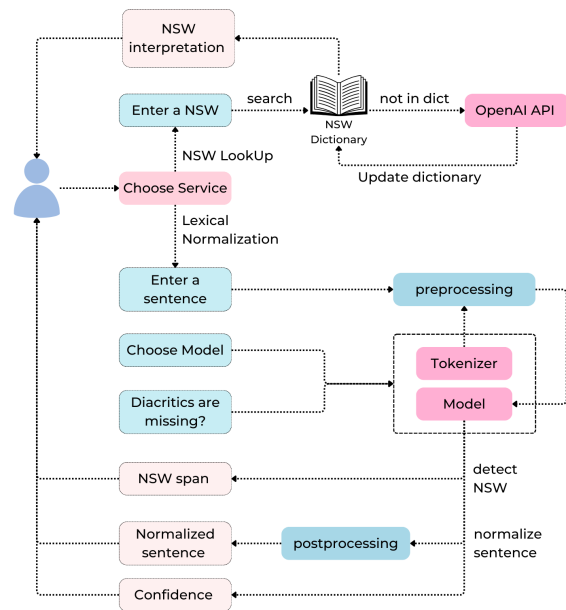 NSW
interpretation
Enter a NSW
search
NSW
Dictionary
not in dict
OpenAI API
Update dictionary
NSW LookUp
Choose Service
Lexical
Normalization
Enter a
sentence
preprocessing
Choose Model
Tokenizer
Model
Diacritics are
missing?
NSW span
detect
NSW
Normalized
sentence
postprocessing
normalize
sentence
Confidence